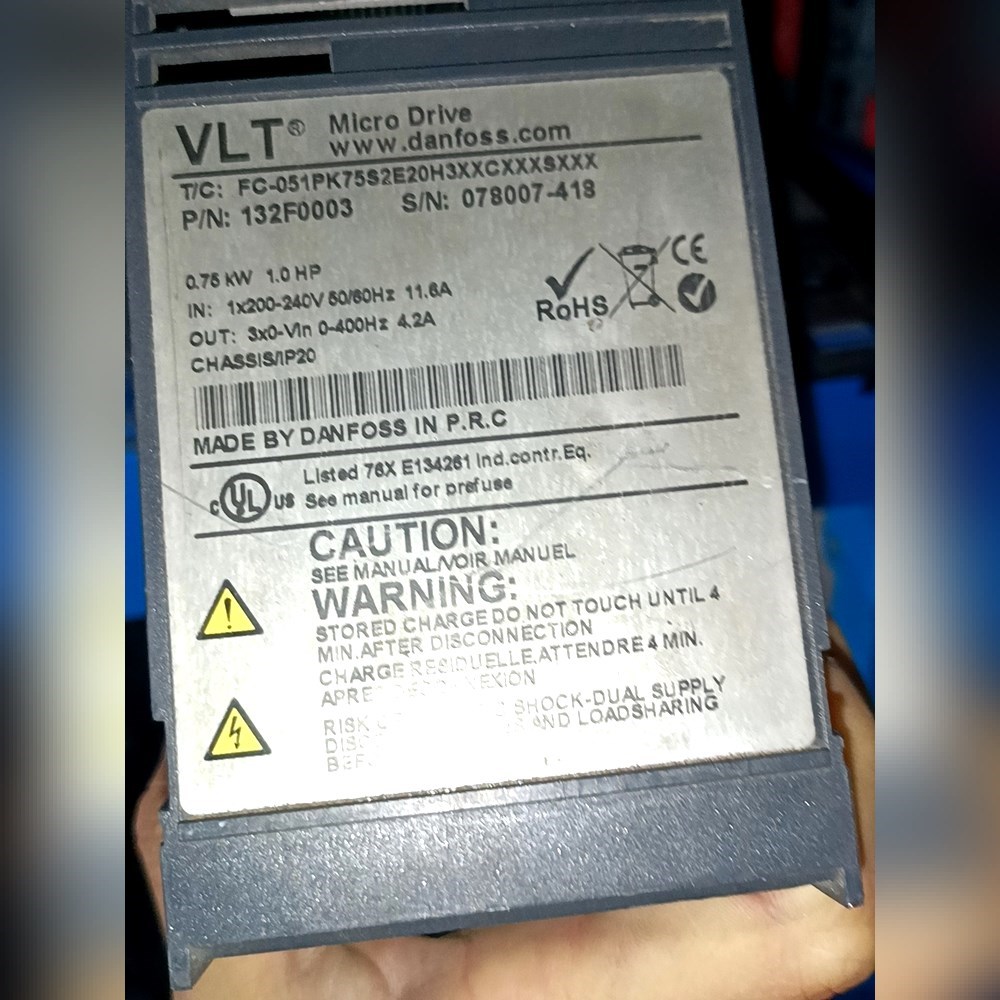 VLT® Micro Drive
www.danfoss.com
T/C: FC-051PK75S2E20H3XXCXXXSXXX
P/N: 132F0003 S/N: 078007-418
0.75 kW 1.0 HP
IN: 1x200-240V 50/60Hz 11.6A
OUT: 3x0-Vin 0-400Hz 4.2A
CHASSIS/IP20
RoHS CE
MADE BY DANFOSS IN P.R.C
c UL US Listed 76X E134261 Ind.contr.Eq.
See manual for prefuse
CAUTION:
SEE MANUAL/VOIR MANUEL
WARNING:
STORED CHARGE DO NOT TOUCH UNTIL 4
MIN.AFTER DISCONNECTION
CHARGE RESIDUELLE,ATTENDRE 4 MIN.
RISK SHOCK-DUAL SUPPLY
AND LOADSHARING